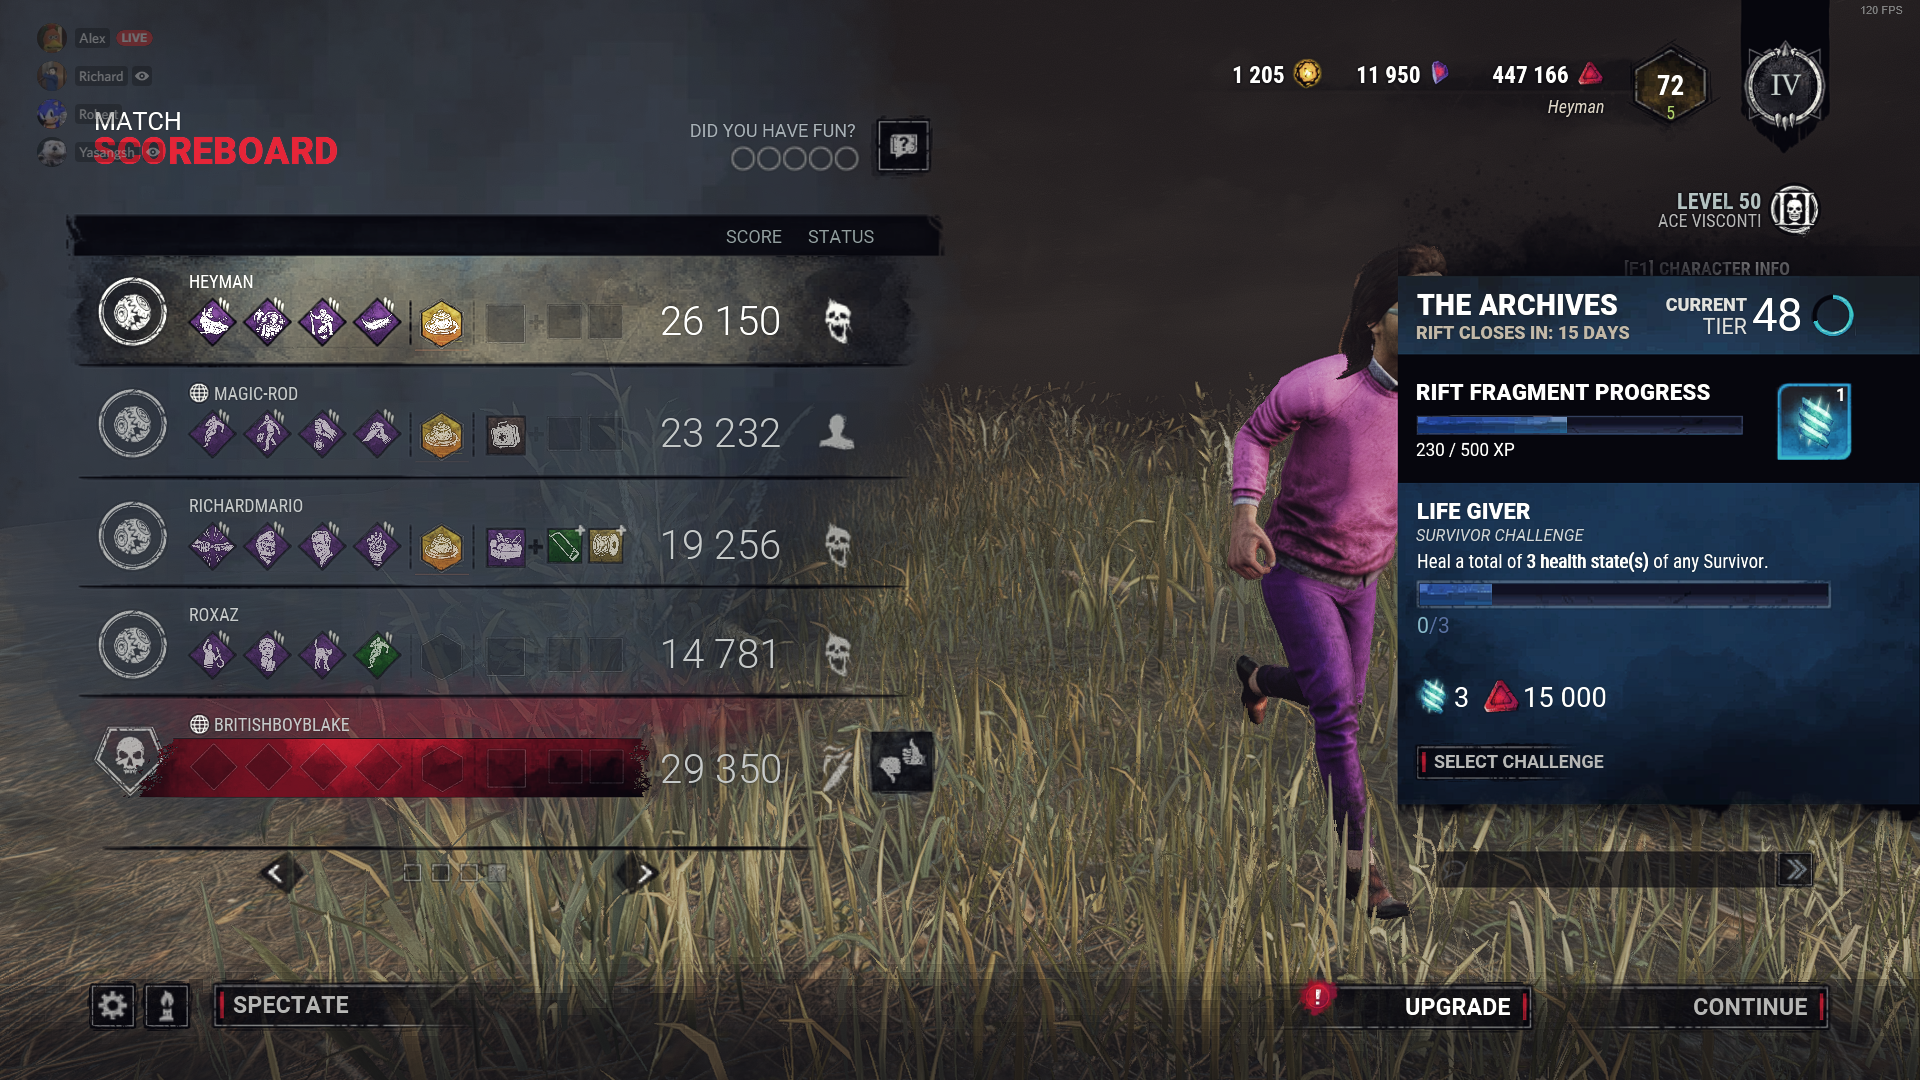 120 FPS
Alex LIVE
Richard
Yasangsh
MATCH
SCOREBOARD
DID YOU HAVE FUN?
1 205
11 950
447 166
Heyman
72
5
IV
LEVEL 50
ACE VISCONTI
III
[F1] CHARACTER INFO
SCORE STATUS
HEYMAN
26 150
MAGIC-ROD
23 232
RICHARDMARIO
19 256
ROXAZ
14 781
BRITISHBOYBLAKE
29 350
THE ARCHIVES
RIFT CLOSES IN: 15 DAYS
CURRENT
TIER 48
RIFT FRAGMENT PROGRESS
1
230 / 500 XP
LIFE GIVER
SURVIVOR CHALLENGE
Heal a total of 3 health state(s) of any Survivor.
0/3
3 15 000
SELECT CHALLENGE
SPECTATE
! UPGRADE
CONTINUE